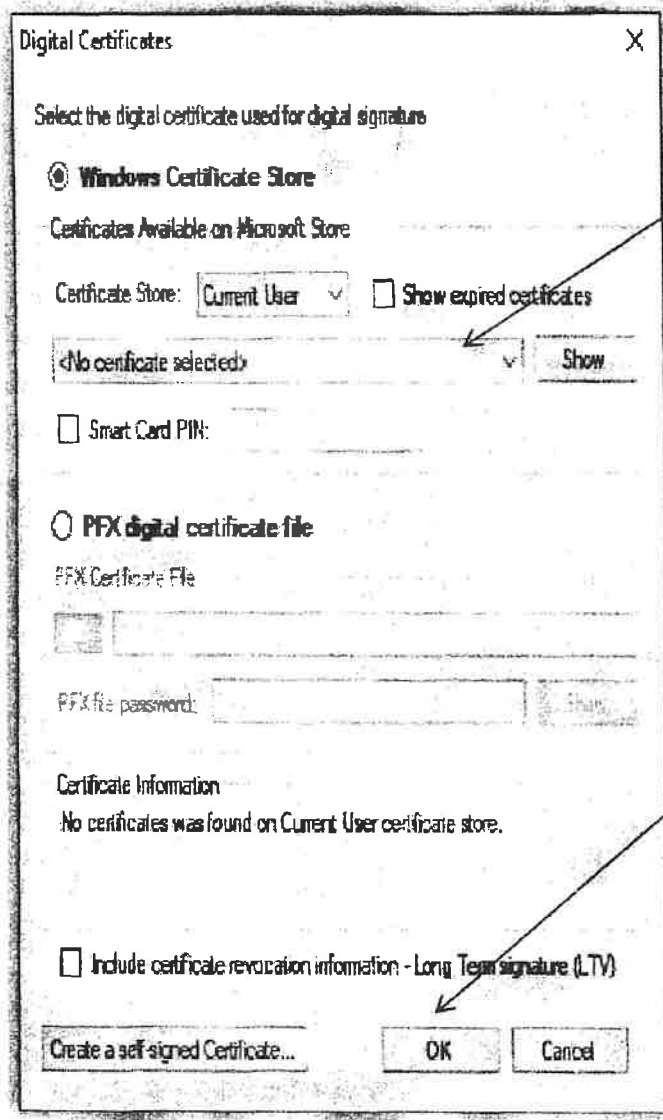 Digital Certificates X
Select the digital certificate used for digital signature
Windows Certificate Store
Certificates Available on Microsoft Store
Certificate Store: Current User Show expired certificates
<No certificate selected> Show
Smart Card PIN:
PFX digital certificate file
PFX Certificate File
PFX file password:
Certificate Information
No certificates was found on Current User certificate store.
Include certificate revocation information - Long Term signature (LTV)
Create a self-signed Certificate... OK Cancel